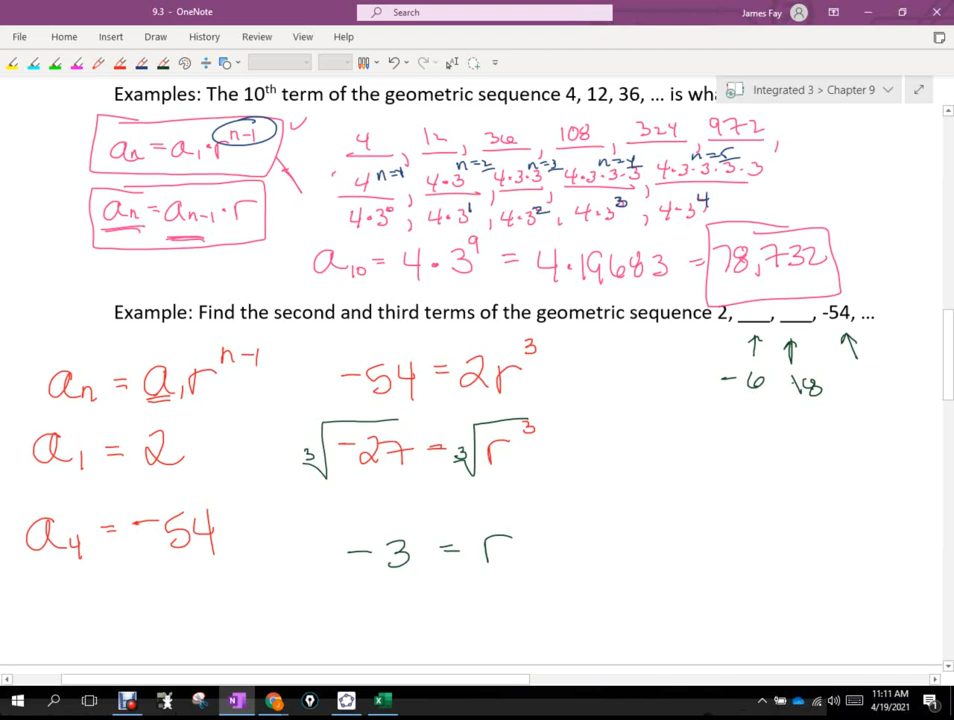 9.3 - OneNote
Search
James Fay
File Home Insert Draw History Review View Help
Integrated 3 > Chapter 9
Examples: The 10th term of the geometric sequence 4, 12, 36, … is wha
aₙ = a₁ · r^(n-1)
4, 12, 36, 108, 324, 972,
4 n=1, 4·3 n=2, 4·3·3 n=3, 4·3·3·3 n=4, 4·3·3·3·3 n=5
aₙ = aₙ₋₁ · r
4·3⁰, 4·3¹, 4·3², 4·3³, 4·3⁴
a₁₀ = 4 · 3⁹ = 4·19683 = 78,732
Example: Find the second and third terms of the geometric sequence 2, ___, ___, -54, …
-6 18
aₙ = a₁r^(n-1)
-54 = 2r³
a₁ = 2
∛-27 = ∛r³
a₄ = -54
-3 = r
11:11 AM
4/19/2021